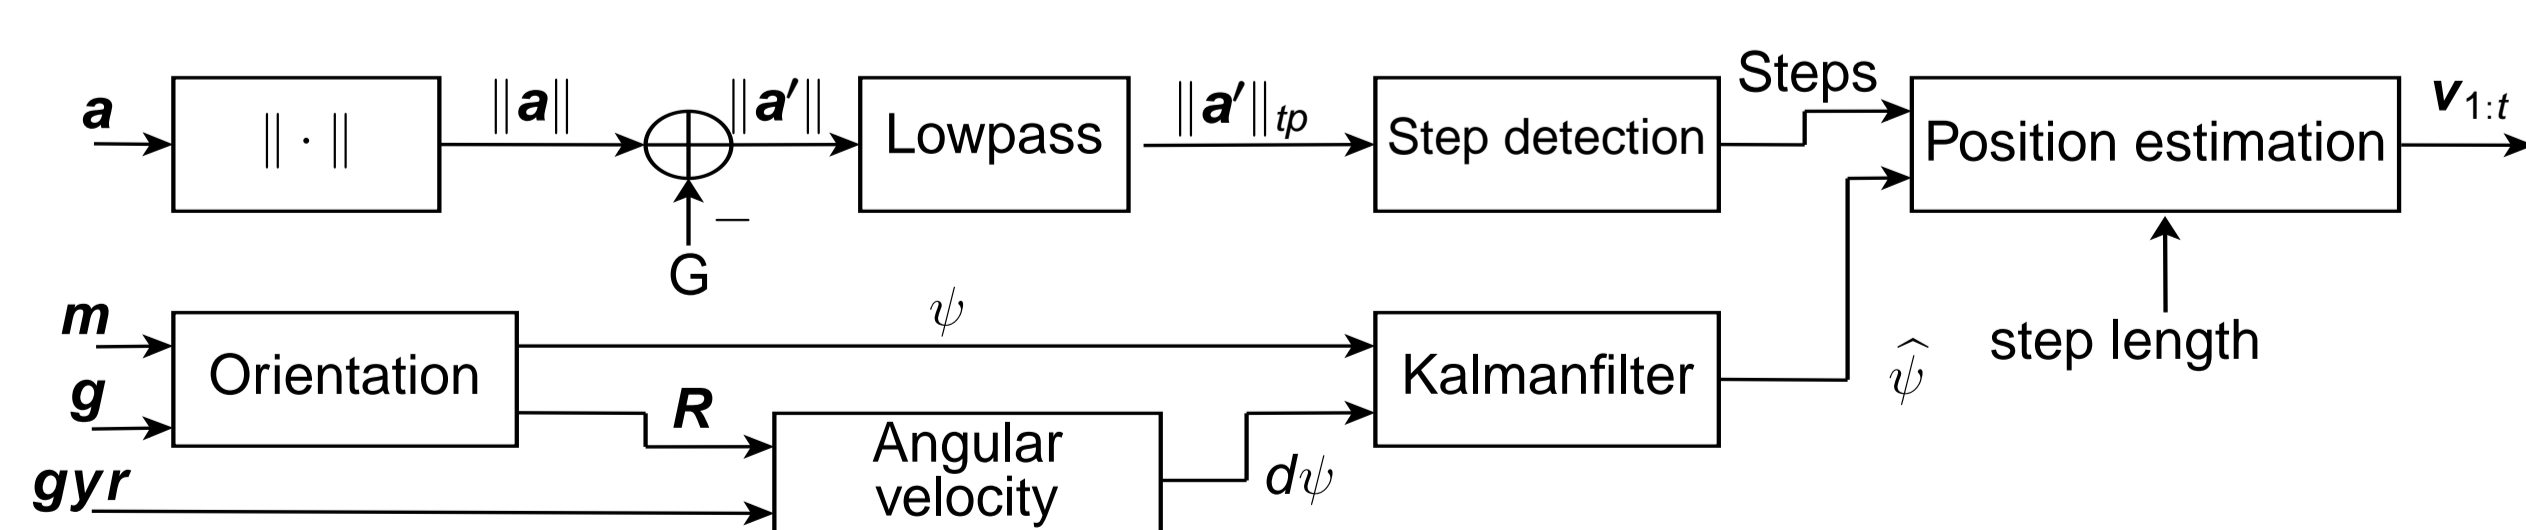 a
‖ · ‖
‖a‖
‖a′‖
Lowpass
‖a′‖tp
Step detection
Steps
Position estimation
v1:t
–
G
step length
m
g
Orientation
ψ
R
gyr
Angular
velocity
dψ
Kalmanfilter
ψ̂